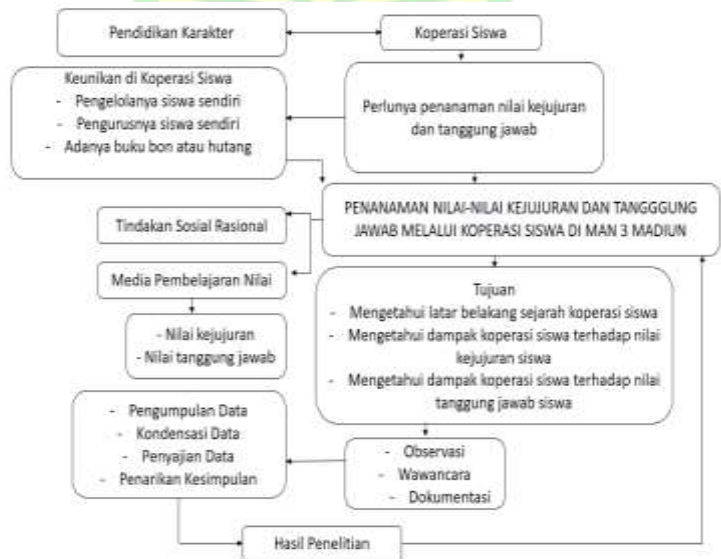 Pendidikan Karakter
Koperasi Siswa
Keunikan di Koperasi Siswa
- Pengelolanya siswa sendiri
- Pengurusnya siswa sendiri
- Adanya buku bon atau hutang
Perlunya penanaman nilai kejujuran
dan tanggung jawab
PENANAMAN NILAI-NILAI KEJUJURAN DAN TANGGGUNG
JAWAB MELALUI KOPERASI SISWA DI MAN 3 MADIUN
Tindakan Sosial Rasional
Media Pembelajaran Nilai
- Nilai kejujuran
- Nilai tanggung jawab
Tujuan
- Mengetahui latar belakang sejarah koperasi siswa
- Mengetahui dampak koperasi siswa terhadap nilai
kejujuran siswa
- Mengetahui dampak koperasi siswa terhadap nilai
tanggung jawab siswa
- Pengumpulan Data
- Kondensasi Data
- Penyajian Data
- Penarikan Kesimpulan
- Observasi
- Wawancara
- Dokumentasi
Hasil Penelitian